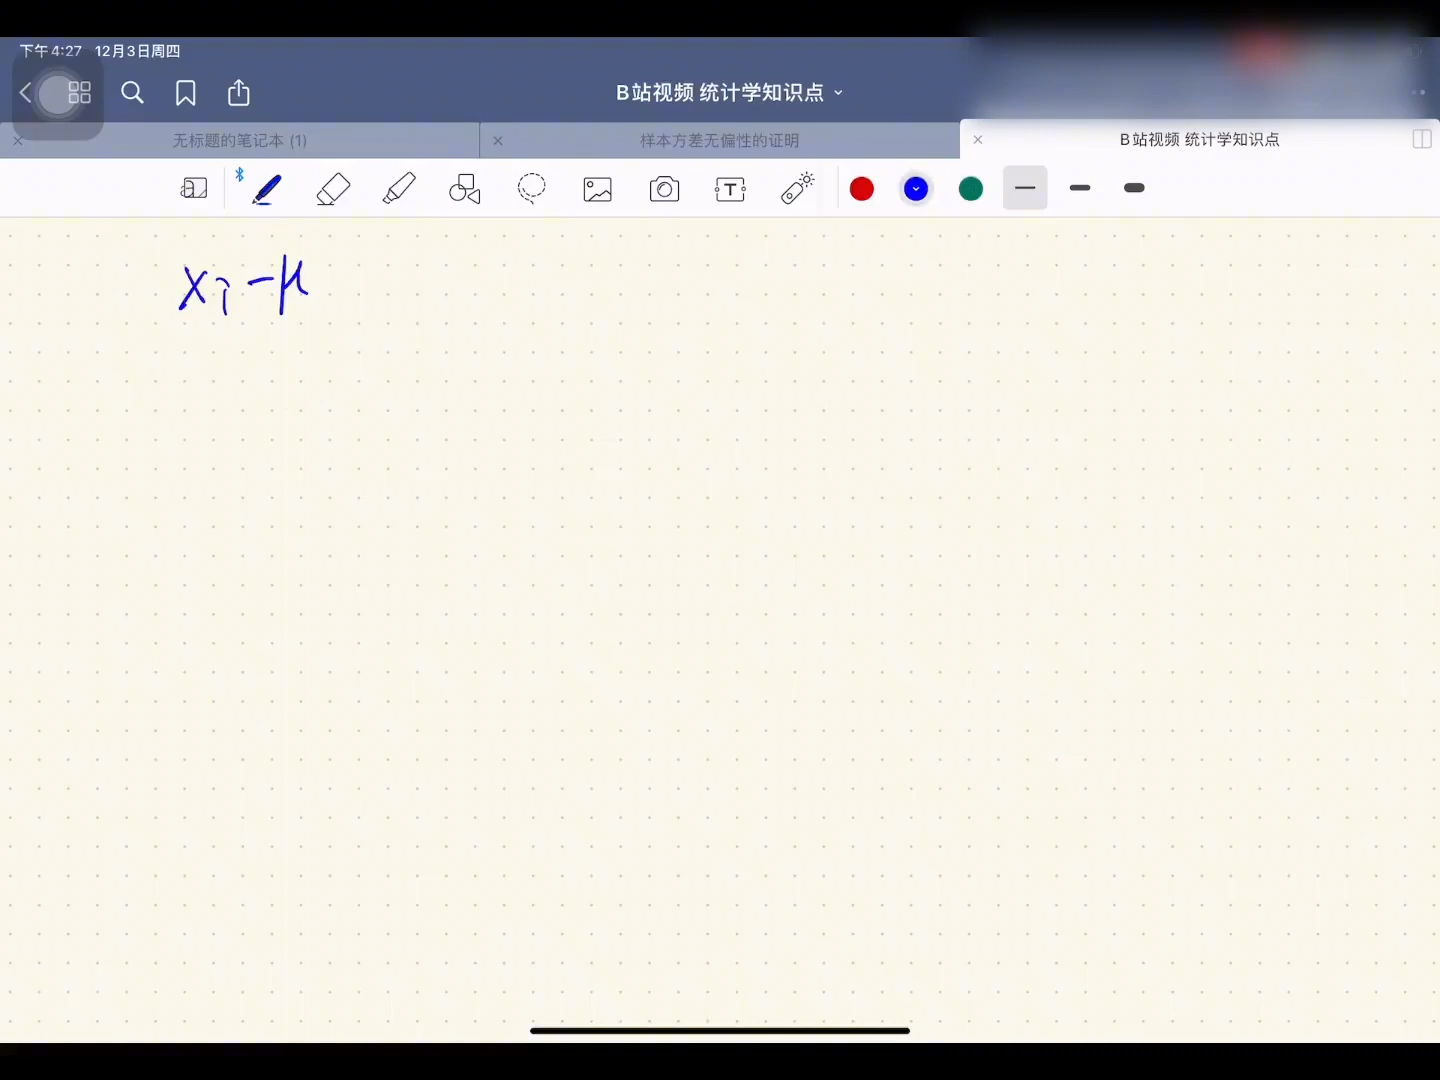 下午4:27 12月3日周四
B站视频 统计学知识点
无标题的笔记本 (1)
样本方差无偏性的证明
B站视频 统计学知识点
a
T
xi -μ